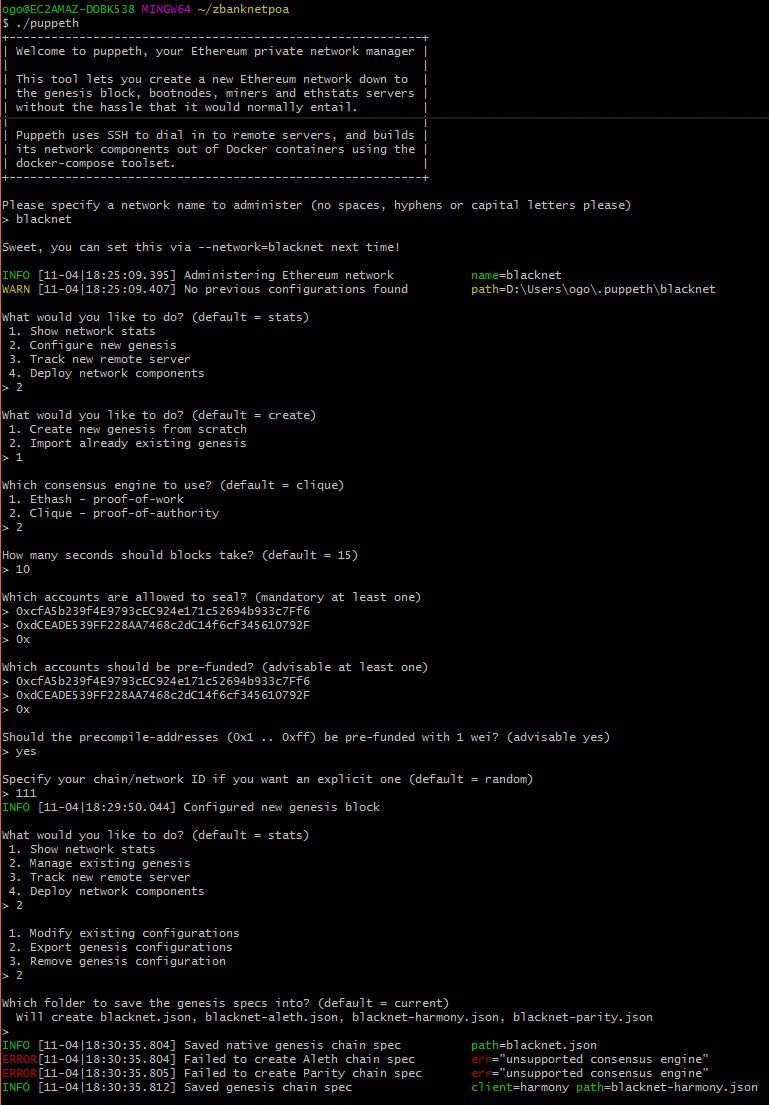 ogo@EC2AMAZ-DOBK538 MINGW64 ~/zbanknetpoa
$ ./puppeth
+-----------------------------------------------------------+
| Welcome to puppeth, your Ethereum private network manager |
|                                                           |
| This tool lets you create a new Ethereum network down to  |
| the genesis block, bootnodes, miners and ethstats servers |
| without the hassle that it would normally entail.         |
|                                                           |
| Puppeth uses SSH to dial in to remote servers, and builds |
| its network components out of Docker containers using the |
| docker-compose toolset.                                   |
+-----------------------------------------------------------+
Please specify a network name to administer (no spaces, hyphens or capital letters please)
> blacknet
Sweet, you can set this via --network=blacknet next time!
INFO [11-04|18:25:09.395] Administering Ethereum network           name=blacknet
WARN [11-04|18:25:09.407] No previous configurations found         path=D:\Users\ogo\.puppeth\blacknet
What would you like to do? (default = stats)
 1. Show network stats
 2. Configure new genesis
 3. Track new remote server
 4. Deploy network components
> 2
What would you like to do? (default = create)
 1. Create new genesis from scratch
 2. Import already existing genesis
> 1
Which consensus engine to use? (default = clique)
 1. Ethash - proof-of-work
 2. Clique - proof-of-authority
> 2
How many seconds should blocks take? (default = 15)
> 10
Which accounts are allowed to seal? (mandatory at least one)
> 0xcfA5b239f4E9793cEC924e171c52694b933c7Ff6
> 0xdCEADE539FF228AA7468c2dC14f6cf345610792F
> 0x
Which accounts should be pre-funded? (advisable at least one)
> 0xcfA5b239f4E9793cEC924e171c52694b933c7Ff6
> 0xdCEADE539FF228AA7468c2dC14f6cf345610792F
> 0x
Should the precompile-addresses (0x1 .. 0xff) be pre-funded with 1 wei? (advisable yes)
> yes
Specify your chain/network ID if you want an explicit one (default = random)
> 111
INFO [11-04|18:29:50.044] Configured new genesis block
What would you like to do? (default = stats)
 1. Show network stats
 2. Manage existing genesis
 3. Track new remote server
 4. Deploy network components
> 2
 1. Modify existing configurations
 2. Export genesis configurations
 3. Remove genesis configuration
> 2
Which folder to save the genesis specs into? (default = current)
  Will create blacknet.json, blacknet-aleth.json, blacknet-harmony.json, blacknet-parity.json
>
INFO [11-04|18:30:35.804] Saved native genesis chain spec          path=blacknet.json
ERROR[11-04|18:30:35.804] Failed to create Aleth chain spec        err="unsupported consensus engine"
ERROR[11-04|18:30:35.805] Failed to create Parity chain spec       err="unsupported consensus engine"
INFO [11-04|18:30:35.812] Saved genesis chain spec                 client=harmony path=blacknet-harmony.json